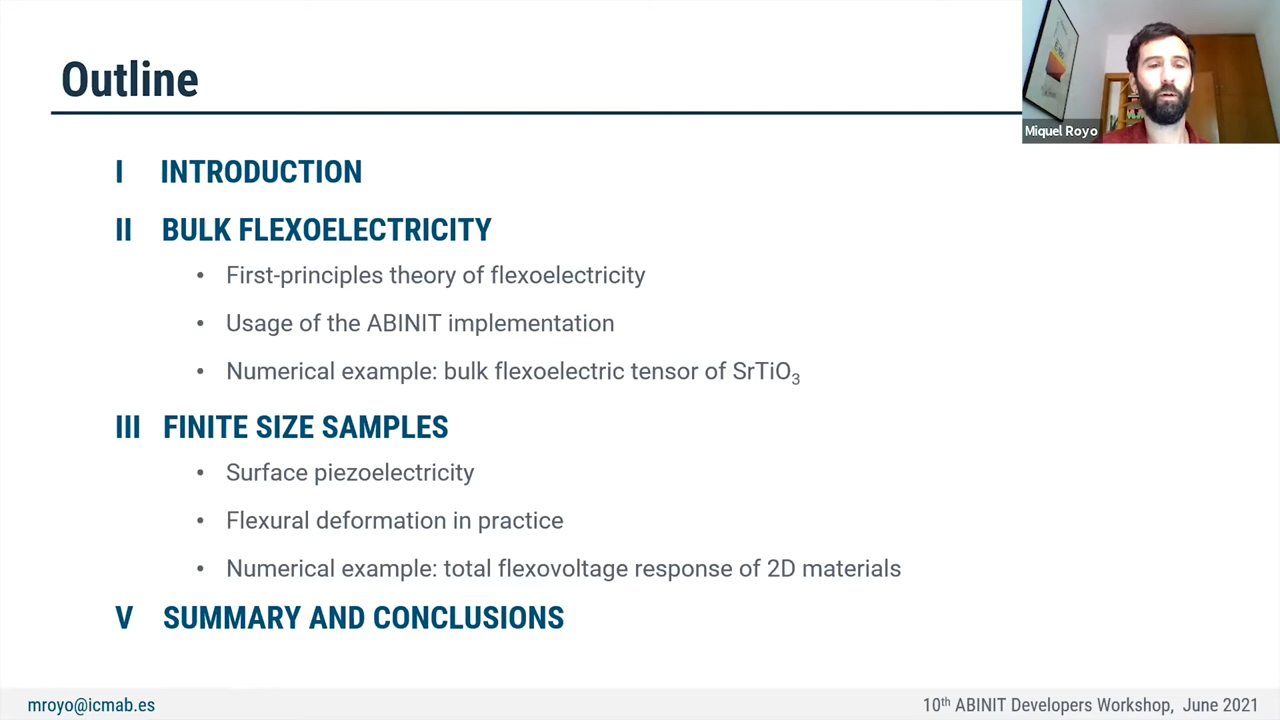 Outline
Miquel Royo
I INTRODUCTION
II BULK FLEXOELECTRICITY
• First-principles theory of flexoelectricity
• Usage of the ABINIT implementation
• Numerical example: bulk flexoelectric tensor of SrTiO₃
III FINITE SIZE SAMPLES
• Surface piezoelectricity
• Flexural deformation in practice
• Numerical example: total flexovoltage response of 2D materials
V SUMMARY AND CONCLUSIONS
mroyo@icmab.es
10th ABINIT Developers Workshop, June 2021